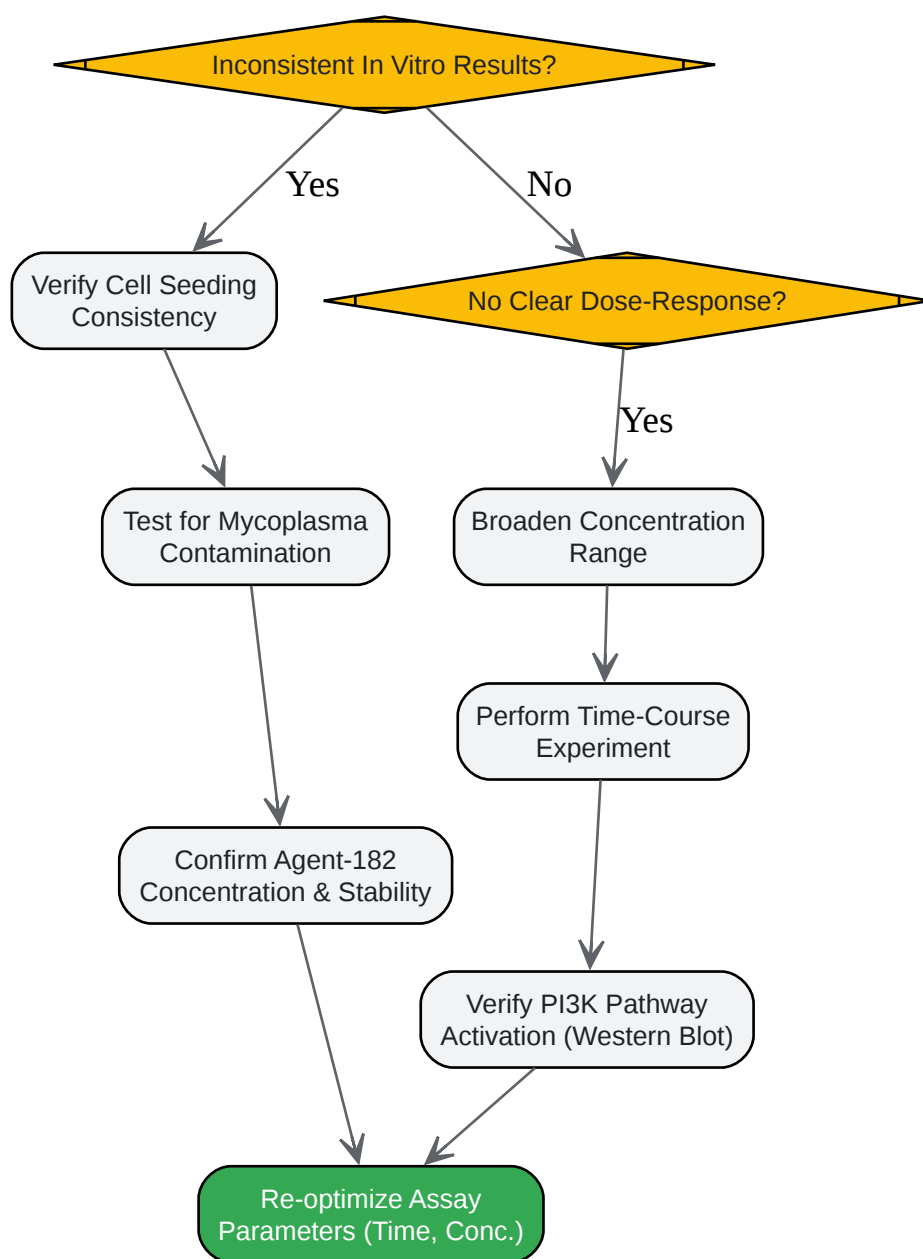 Inconsistent In Vitro Results?
Yes
No
Verify Cell Seeding
Consistency
No Clear Dose-Response?
Yes
Test for Mycoplasma
Contamination
Broaden Concentration
Range
Perform Time-Course
Experiment
Confirm Agent-182
Concentration & Stability
Verify PI3K Pathway
Activation (Western Blot)
Re-optimize Assay
Parameters (Time, Conc.)